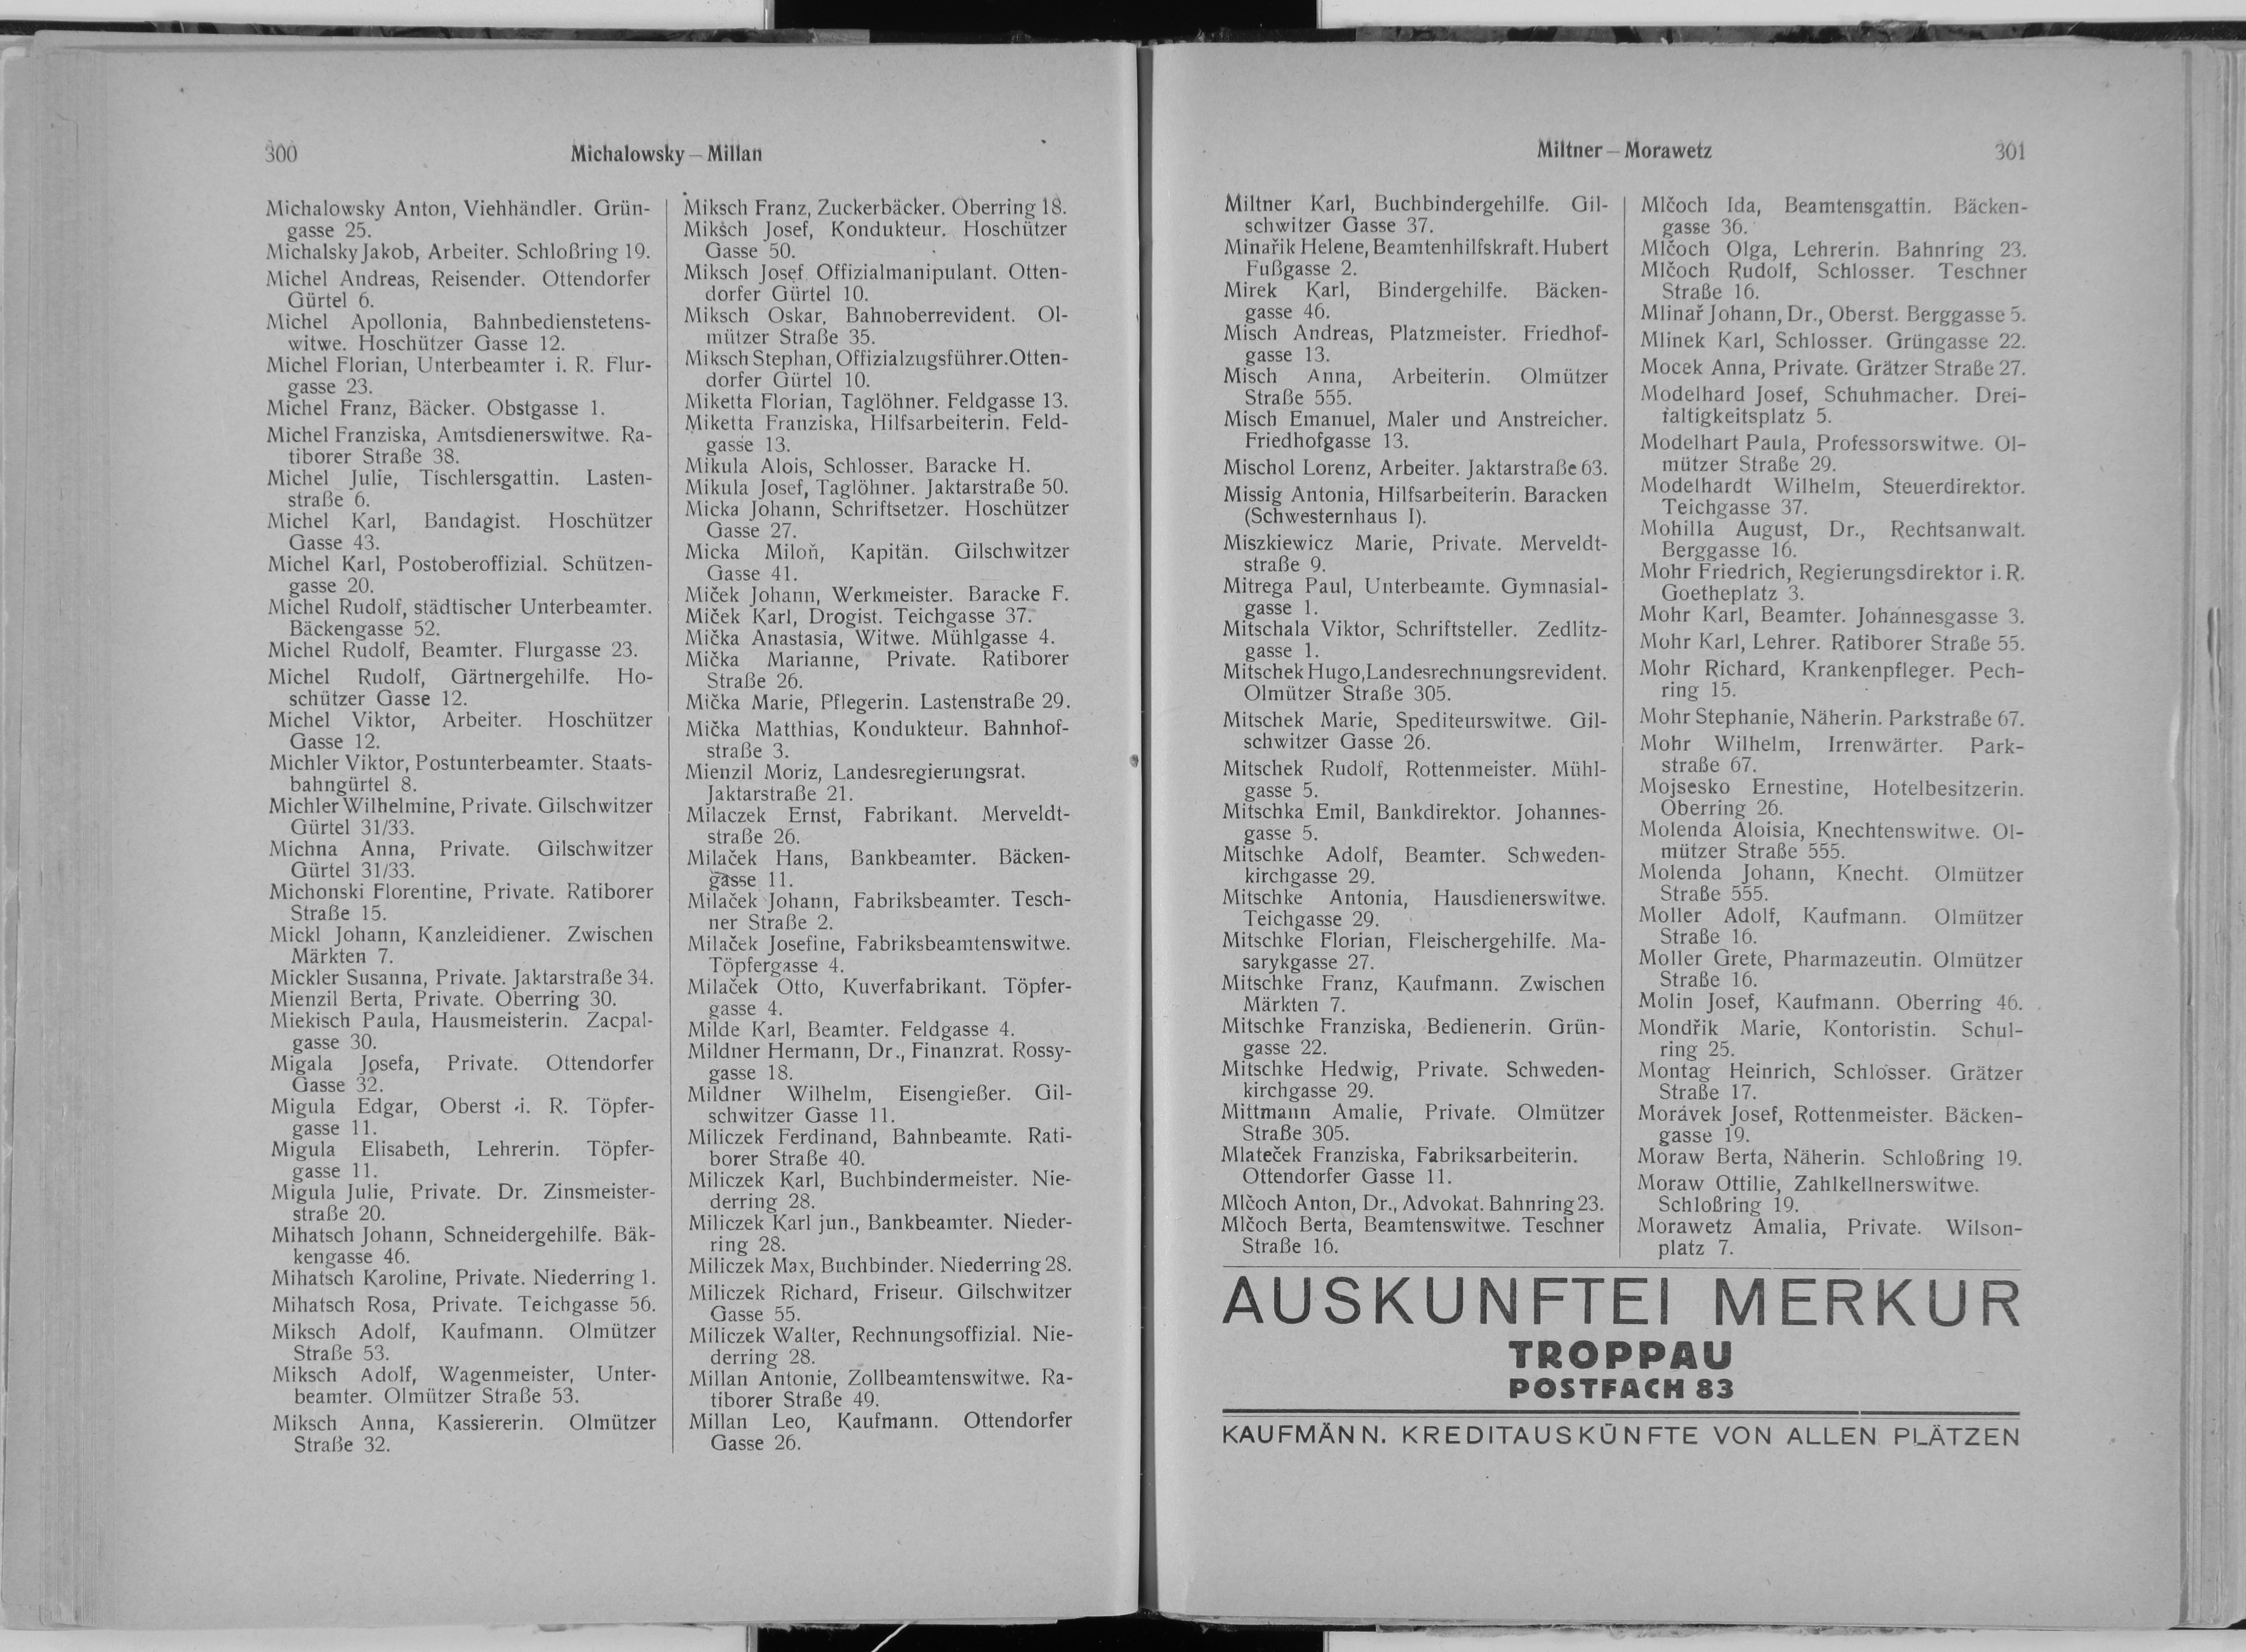 300
Michalowsky — Millan
Michalowsky Anton, Viehhändler. Grün-
gasse 25.
Michalsky Jakob, Arbeiter. Schloßring 19.
Michel Andreas, Reisender. Ottendorfer
Gürtel 6.
Michel Apollonia, Bahnbedienstetens-
witwe. Hoschützer Gasse 12.
Michel Florian, Unterbeamter i. R. Flur-
gasse 23.
Michel Franz, Bäcker. Obstgasse 1.
Michel Franziska, Amtsdienerswitwe. Ra-
tiborer Straße 38.
Michel Julie, Tischlersgattin. Lasten-
straße 6.
Michel Karl, Bandagist. Hoschützer
Gasse 43.
Michel Karl, Postoberoffizial. Schützen-
gasse 20.
Michel Rudolf, städtischer Unterbeamter.
Bäckengasse 52.
Michel Rudolf, Beamter. Flurgasse 23.
Michel Rudolf, Gärtnergehilfe. Ho-
schützer Gasse 12.
Michel Viktor, Arbeiter. Hoschützer
Gasse 12.
Michler Viktor, Postunterbeamter. Staats-
bahngürtel 8.
Michler Wilhelmine, Private. Gilschwitzer
Gürtel 31/33.
Michna Anna, Private. Gilschwitzer
Gürtel 31/33.
Michonski Florentine, Private. Ratiborer
Straße 15.
Mickl Johann, Kanzleidiener. Zwischen
Märkten 7.
Mickler Susanna, Private. Jaktarstraße 34.
Mienzil Berta, Private. Oberring 30.
Miekisch Paula, Hausmeisterin. Zacpal-
gasse 30.
Migala Josefa, Private. Ottendorfer
Gasse 32.
Migula Edgar, Oberst i. R. Töpfer-
gasse 11.
Migula Elisabeth, Lehrerin. Töpfer-
gasse 11.
Migula Julie, Private. Dr. Zinsmeister-
straße 20.
Mihatsch Johann, Schneidergehilfe. Bäk-
kengasse 46.
Mihatsch Karoline, Private. Niederring 1.
Mihatsch Rosa, Private. Teichgasse 56.
Miksch Adolf, Kaufmann. Olmützer
Straße 53.
Miksch Adolf, Wagenmeister, Unter-
beamter. Olmützer Straße 53.
Miksch Anna, Kassiererin. Olmützer
Straße 32.
Miksch Franz, Zuckerbäcker. Oberring 18.
Miksch Josef, Kondukteur. Hoschützer
Gasse 50.
Miksch Josef, Offizialmanipulant. Otten-
dorfer Gürtel 10.
Miksch Oskar, Bahnoberrevident. Ol-
mützer Straße 35.
Miksch Stephan, Offizialzugsführer.Otten-
dorfer Gürtel 10.
Miketta Florian, Taglöhner. Feldgasse 13.
Miketta Franziska, Hilfsarbeiterin. Feld-
gasse 13.
Mikula Alois, Schlosser. Baracke H.
Mikula Josef, Taglöhner. Jaktarstraße 50.
Micka Johann, Schriftsetzer. Hoschützer
Gasse 27.
Micka Miloň, Kapitän. Gilschwitzer
Gasse 41.
Miček Johann, Werkmeister. Baracke F.
Miček Karl, Drogist. Teichgasse 37.
Mička Anastasia, Witwe. Mühlgasse 4.
Mička Marianne, Private. Ratiborer
Straße 26.
Mička Marie, Pflegerin. Lastenstraße 29.
Mička Matthias, Kondukteur. Bahnhof-
straße 3.
Mienzil Moriz, Landesregierungsrat.
Jaktarstraße 21.
Milaczek Ernst, Fabrikant. Merveldt-
straße 26.
Milaček Hans, Bankbeamter. Bäcken-
gasse 11.
Milaček Johann, Fabriksbeamter. Tesch-
ner Straße 2.
Milaček Josefine, Fabriksbeamtenswitwe.
Töpfergasse 4.
Milaček Otto, Kuverfabrikant. Töpfer-
gasse 4.
Milde Karl, Beamter. Feldgasse 4.
Mildner Hermann, Dr., Finanzrat. Rossy-
gasse 18.
Mildner Wilhelm, Eisengießer. Gil-
schwitzer Gasse 11.
Miliczek Ferdinand, Bahnbeamte. Rati-
borer Straße 40.
Miliczek Karl, Buchbindermeister. Nie-
derring 28.
Miliczek Karl jun., Bankbeamter. Nieder-
ring 28.
Miliczek Max, Buchbinder. Niederring 28.
Miliczek Richard, Friseur. Gilschwitzer
Gasse 55.
Miliczek Walter, Rechnungsoffizial. Nie-
derring 28.
Millan Antonie, Zollbeamtenswitwe. Ra-
tiborer Straße 49.
Millan Leo, Kaufmann. Ottendorfer
Gasse 26.
Miltner — Morawetz
301
Miltner Karl, Buchbindergehilfe. Gil-
schwitzer Gasse 37.
Minařik Helene, Beamtenhilfskraft. Hubert
Fußgasse 2.
Mirek Karl, Bindergehilfe. Bäcken-
gasse 46.
Misch Andreas, Platzmeister. Friedhof-
gasse 13.
Misch Anna, Arbeiterin. Olmützer
Straße 555.
Misch Emanuel, Maler und Anstreicher.
Friedhofgasse 13.
Mischol Lorenz, Arbeiter. Jaktarstraße 63.
Missig Antonia, Hilfsarbeiterin. Baracken
(Schwesternhaus I).
Miszkiewicz Marie, Private. Merveldt-
straße 9.
Mitrega Paul, Unterbeamte. Gymnasial-
gasse 1.
Mitschala Viktor, Schriftsteller. Zedlitz-
gasse 1.
Mitschek Hugo,Landesrechnungsrevident.
Olmützer Straße 305.
Mitschek Marie, Spediteurswitwe. Gil-
schwitzer Gasse 26.
Mitschek Rudolf, Rottenmeister. Mühl-
gasse 5.
Mitschka Emil, Bankdirektor. Johannes-
gasse 5.
Mitschke Adolf, Beamter. Schweden-
kirchgasse 29.
Mitschke Antonia, Hausdienerswitwe.
Teichgasse 29.
Mitschke Florian, Fleischergehilfe. Ma-
sarykgasse 27.
Mitschke Franz, Kaufmann. Zwischen
Märkten 7.
Mitschke Franziska, Bedienerin. Grün-
gasse 22.
Mitschke Hedwig, Private. Schweden-
kirchgasse 29.
Mittmann Amalie, Private. Olmützer
Straße 305.
Mlateček Franziska, Fabriksarbeiterin.
Ottendorfer Gasse 11.
Mlčoch Anton, Dr., Advokat. Bahnring 23.
Mlčoch Berta, Beamtenswitwe. Teschner
Straße 16.
Mlčoch Ida, Beamtensgattin. Bäcken-
gasse 36.
Mlčoch Olga, Lehrerin. Bahnring 23.
Mlčoch Rudolf, Schlosser. Teschner
Straße 16.
Mlinař Johann, Dr., Oberst. Berggasse 5.
Mlinek Karl, Schlosser. Grüngasse 22.
Mocek Anna, Private. Grätzer Straße 27.
Modelhard Josef, Schuhmacher. Drei-
faltigkeitsplatz 5.
Modelhart Paula, Professorswitwe. Ol-
mützer Straße 29.
Modelhardt Wilhelm, Steuerdirektor.
Teichgasse 37.
Mohilla August, Dr., Rechtsanwalt.
Berggasse 16.
Mohr Friedrich, Regierungsdirektor i. R.
Goetheplatz 3.
Mohr Karl, Beamter. Johannesgasse 3.
Mohr Karl, Lehrer. Ratiborer Straße 55.
Mohr Richard, Krankenpfleger. Pech-
ring 15.
Mohr Stephanie, Näherin. Parkstraße 67.
Mohr Wilhelm, Irrenwärter. Park-
straße 67.
Mojsesko Ernestine, Hotelbesitzerin.
Oberring 26.
Molenda Aloisia, Knechtenswitwe. Ol-
mützer Straße 555.
Molenda Johann, Knecht. Olmützer
Straße 555.
Moller Adolf, Kaufmann. Olmützer
Straße 16.
Moller Grete, Pharmazeutin. Olmützer
Straße 16.
Molin Josef, Kaufmann. Oberring 46.
Mondřik Marie, Kontoristin. Schul-
ring 25.
Montag Heinrich, Schlosser. Grätzer
Straße 17.
Morávek Josef, Rottenmeister. Bäcken-
gasse 19.
Moraw Berta, Näherin. Schloßring 19.
Moraw Ottilie, Zahlkellnerswitwe.
Schloßring 19.
Morawetz Amalia, Private. Wilson-
platz 7.
AUSKUNFTEI MERKUR
TROPPAU
POSTFACH 83
KAUFMÄNN. KREDITAUSKÜNFTE VON ALLEN PLÄTZEN